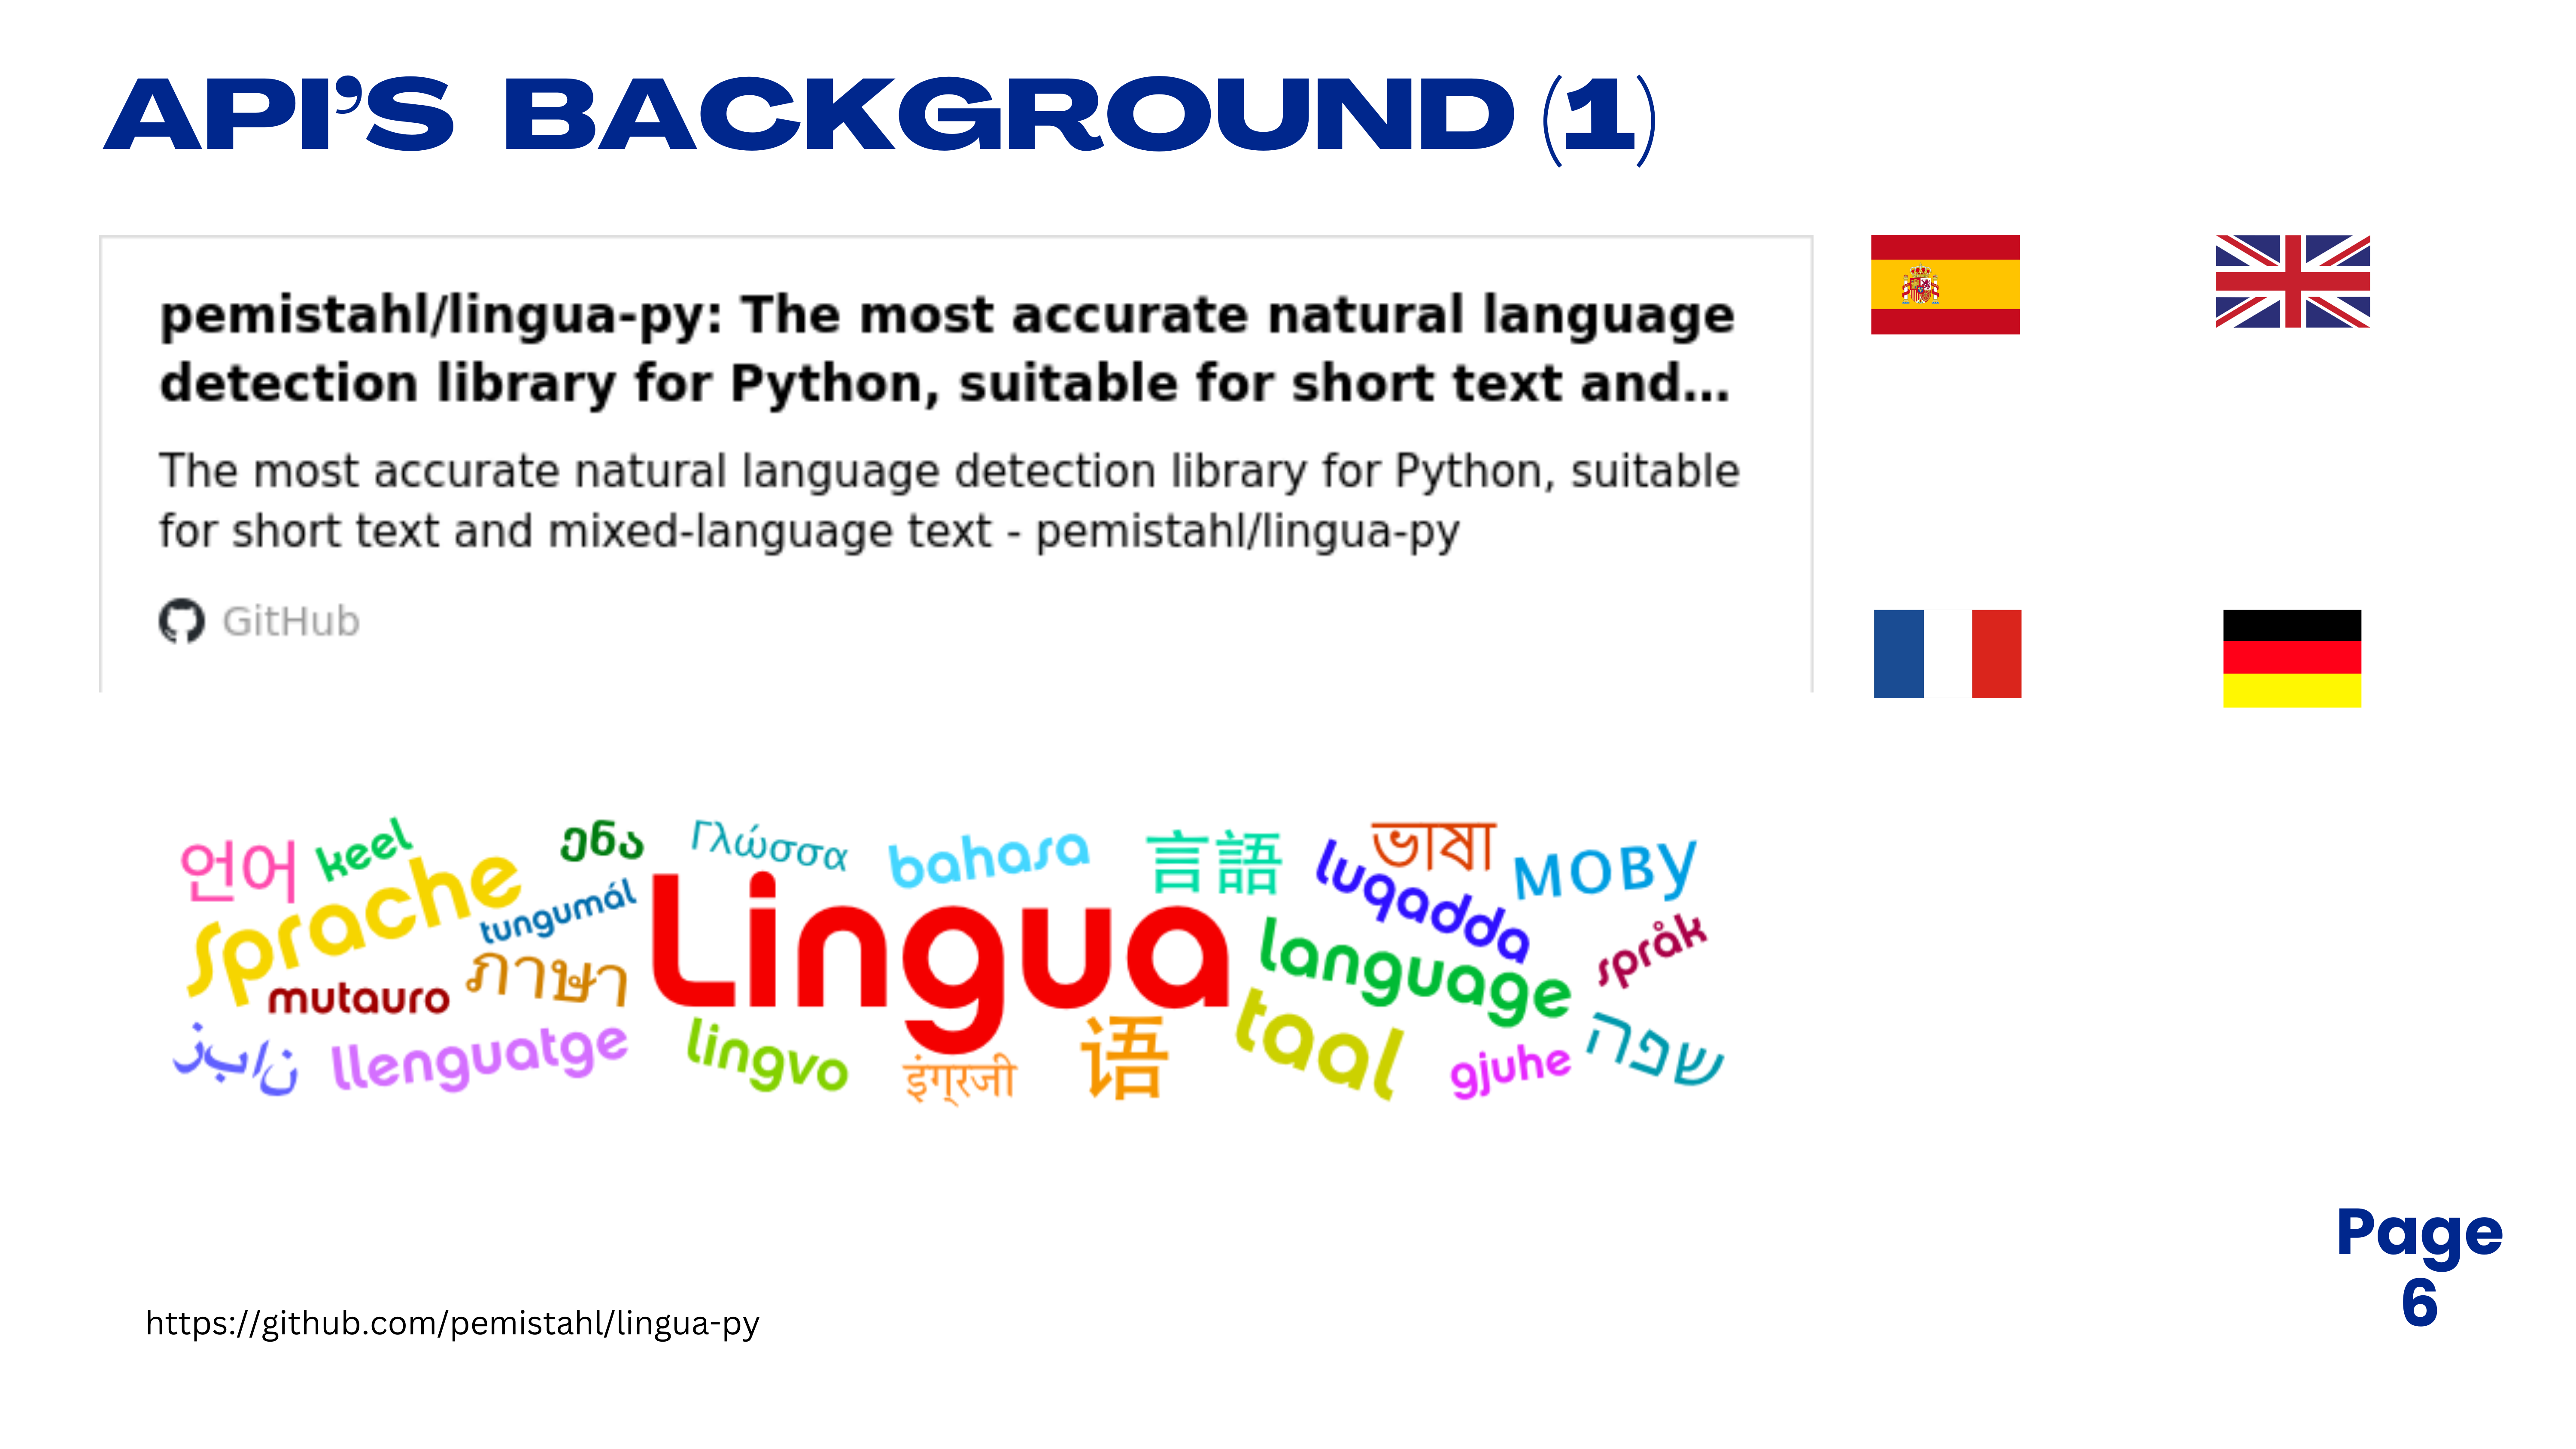 API’S BACKGROUND (1)
pemistahl/lingua-py: The most accurate natural language
detection library for Python, suitable for short text and...
The most accurate natural language detection library for Python, suitable
for short text and mixed-language text - pemistahl/lingua-py
GitHub
언어
keel
ენა
Γλώσσα
bahasa
言語
luqadda
ভাষা
мову
Sprache
tungumál
Lingua
language
språk
mutauro
ภาษา
taal
زبان
llenguatge
lingvo
इंग्रजी
语
gjuhe
שפה
https://github.com/pemistahl/lingua-py
Page
6